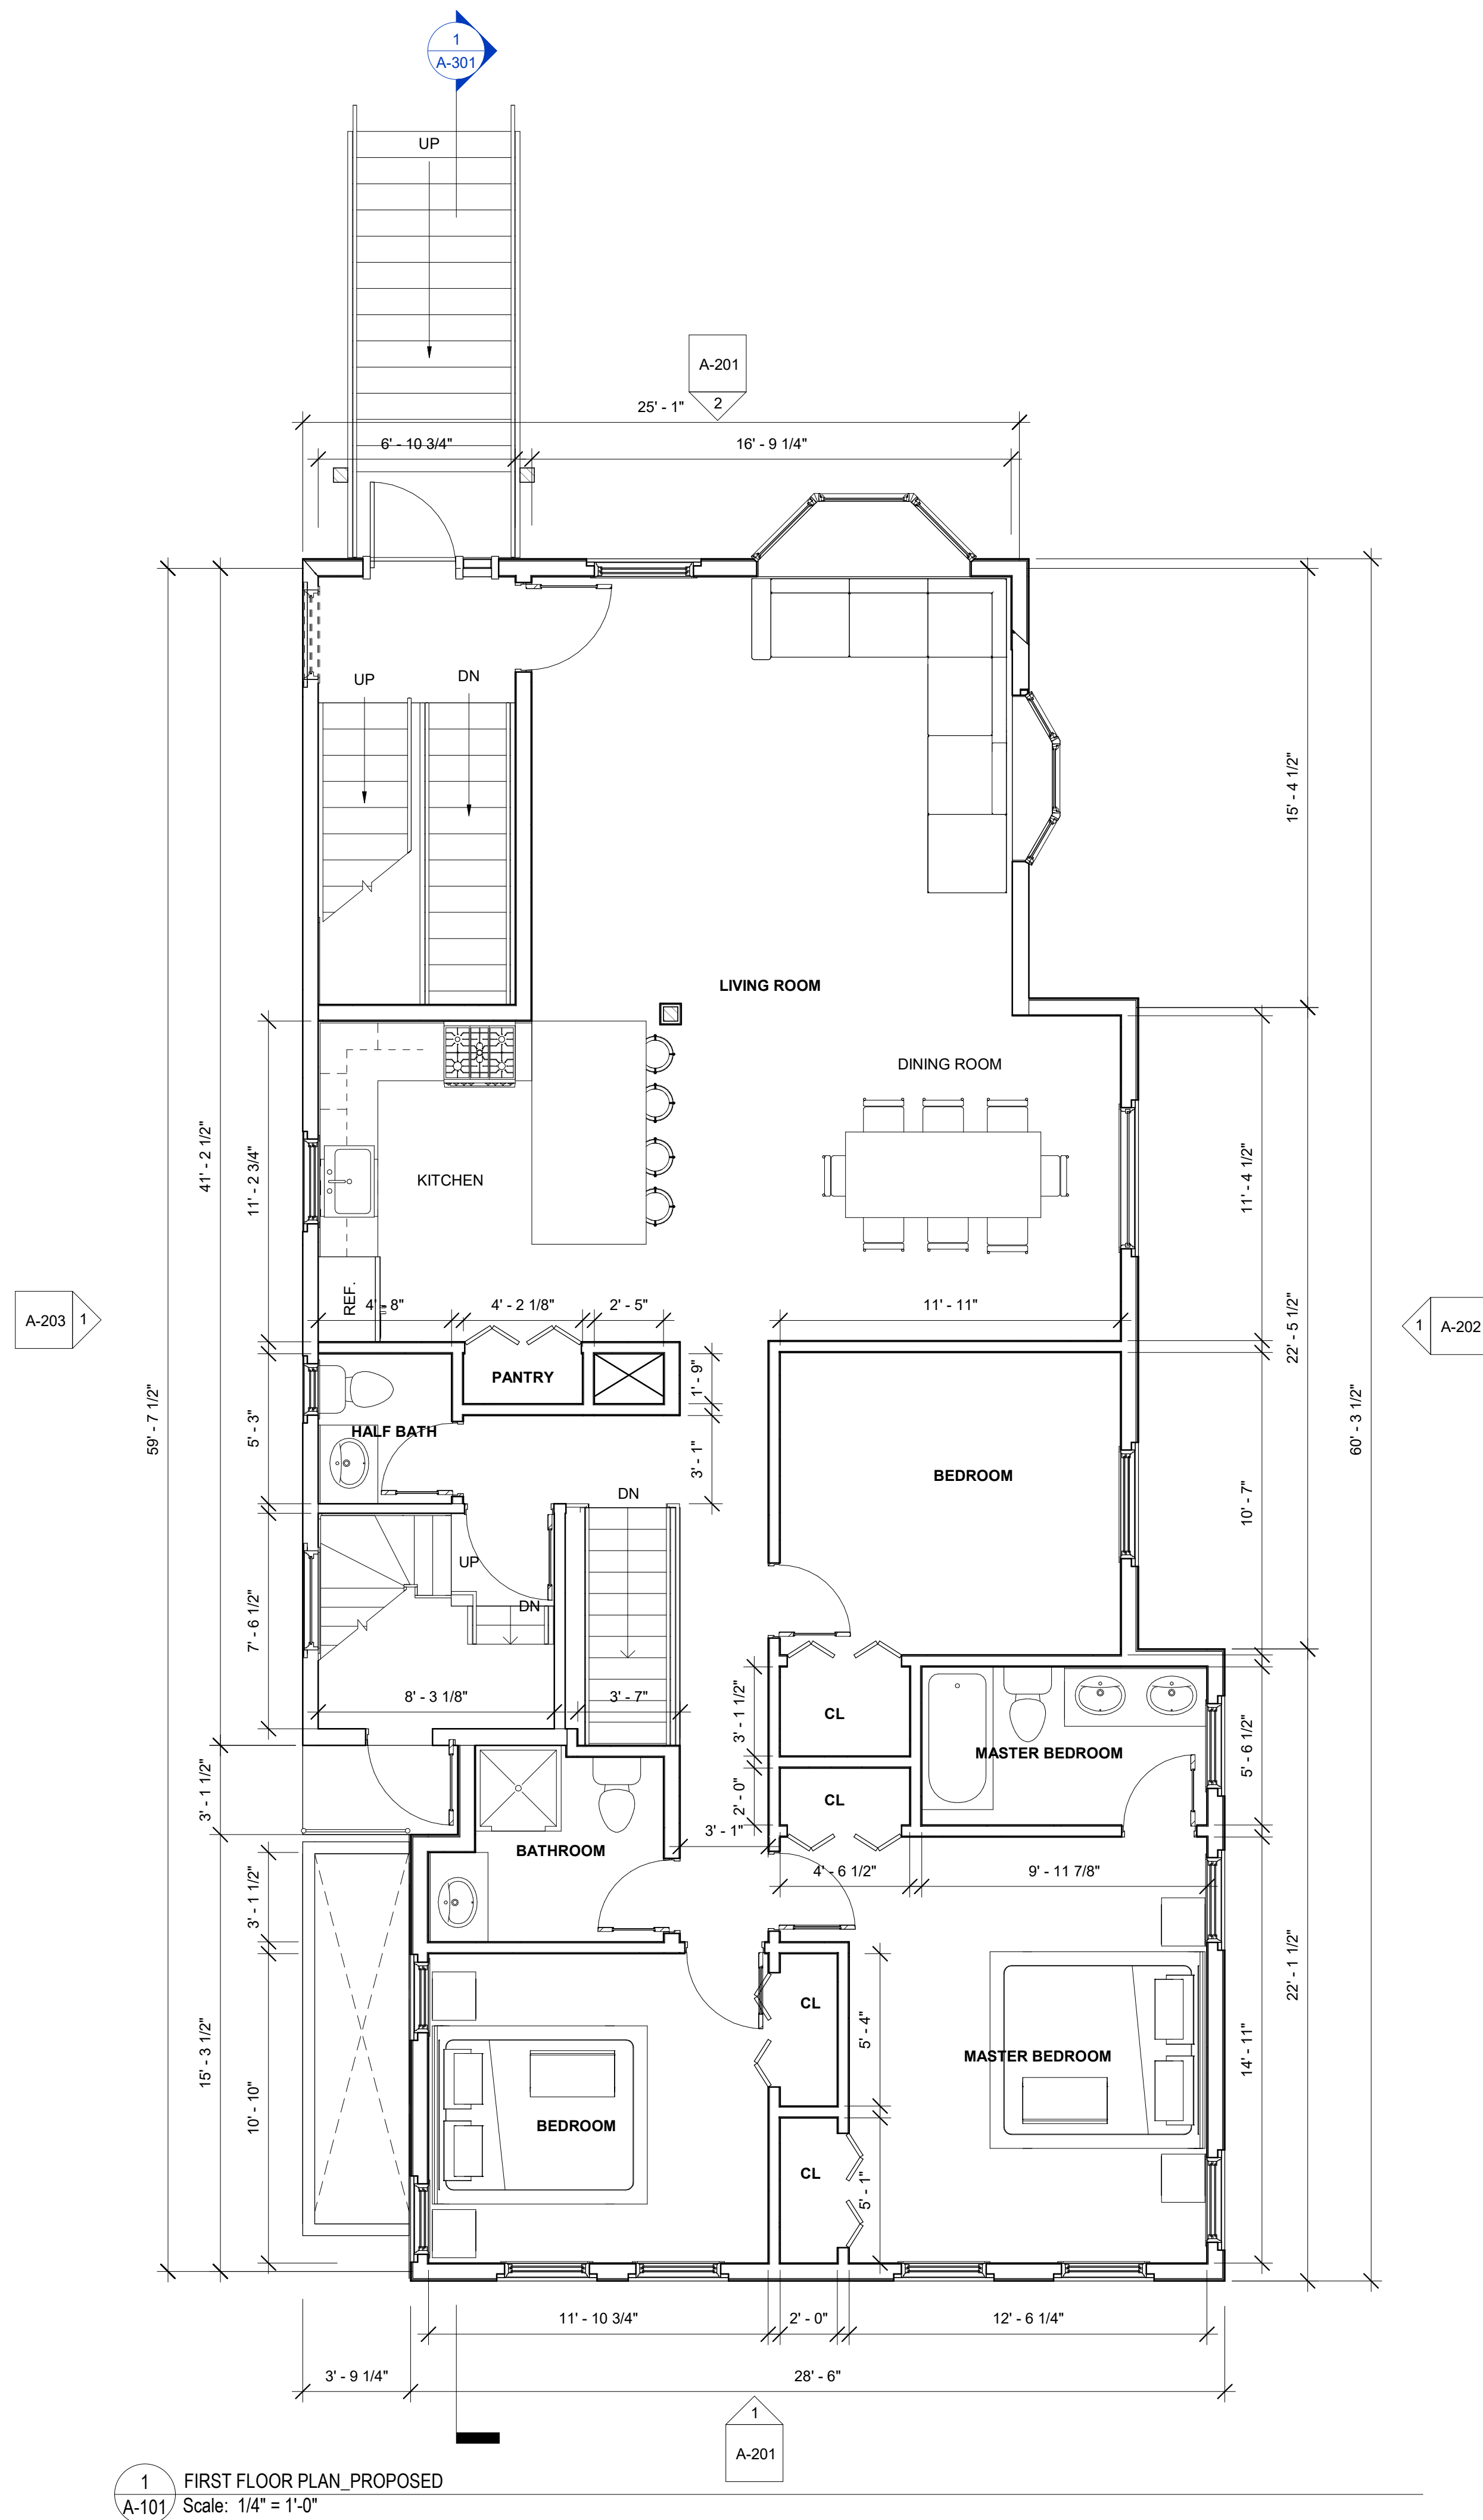 1
A-301
UP
A-201
2
25' - 1"
6' - 10 3/4"
16' - 9 1/4"
UP
DN
15' - 4 1/2"
LIVING ROOM
DINING ROOM
41' - 2 1/2"
11' - 2 3/4"
KITCHEN
11' - 4 1/2"
REF.
4' - 8"
4' - 2 1/8"
2' - 5"
11' - 11"
A-203
1
1
A-202
22' - 5 1/2"
PANTRY
1' - 9"
59' - 7 1/2"
5' - 3"
HALF BATH
60' - 3 1/2"
3' - 1"
BEDROOM
DN
10' - 7"
UP
DN
7' - 6 1/2"
8' - 3 1/8"
3' - 7"
3' - 1 1/2"
CL
MASTER BEDROOM
5' - 6 1/2"
3' - 1 1/2"
2' - 0"
CL
3' - 1"
BATHROOM
4' - 6 1/2"
9' - 11 7/8"
3' - 1 1/2"
CL
22' - 1 1/2"
5' - 4"
15' - 3 1/2"
MASTER BEDROOM
14' - 11"
10' - 10"
BEDROOM
CL
5' - 1"
11' - 10 3/4"
2' - 0"
12' - 6 1/4"
3' - 9 1/4"
28' - 6"
1
A-201
1
FIRST FLOOR PLAN_PROPOSED
A-101
Scale: 1/4" = 1'-0"